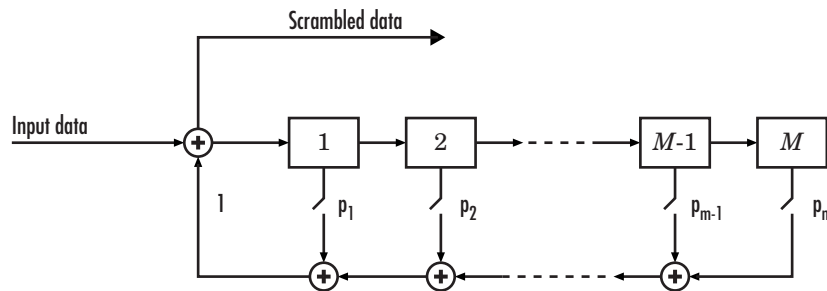 Scrambled data
Input data
1
2
M-1
M
1
p1
p2
pm-1